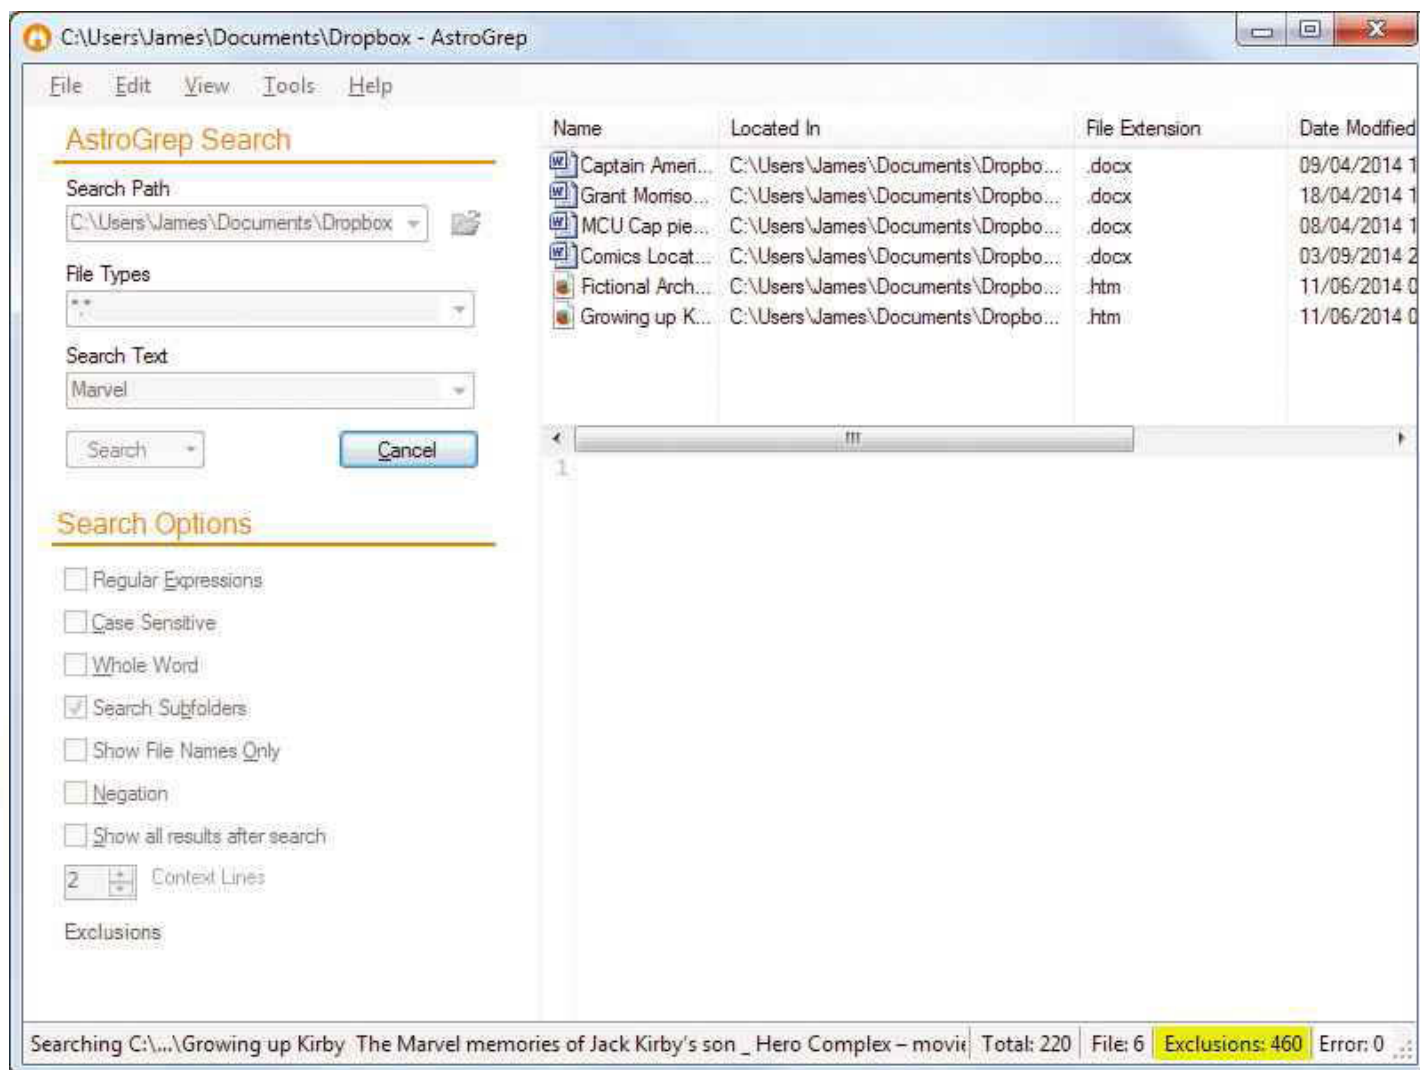 C:\Users\James\Documents\Dropbox - AstroGrep
File Edit View Tools Help
AstroGrep Search
Search Path
C:\Users\James\Documents\Dropbox
File Types
*.*
Search Text
Marvel
Search Cancel
Search Options
Regular Expressions
Case Sensitive
Whole Word
Search Subfolders
Show File Names Only
Negation
Show all results after search
2 Context Lines
Exclusions
Name Located In File Extension Date Modified
Captain Ameri... C:\Users\James\Documents\Dropbo... .docx 09/04/2014 1
Grant Morriso... C:\Users\James\Documents\Dropbo... .docx 18/04/2014 1
MCU Cap pie... C:\Users\James\Documents\Dropbo... .docx 08/04/2014 1
Comics Locat... C:\Users\James\Documents\Dropbo... .docx 03/09/2014 2
Fictional Arch... C:\Users\James\Documents\Dropbo... .htm 11/06/2014 0
Growing up K... C:\Users\James\Documents\Dropbo... .htm 11/06/2014 0
1
Searching C:\...\Growing up Kirby The Marvel memories of Jack Kirby's son _ Hero Complex – movie Total: 220 File: 6 Exclusions: 460 Error: 0